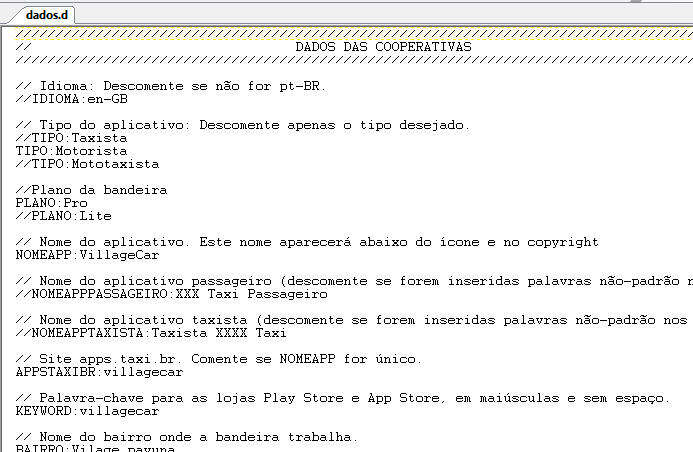 dados.d
////////////////////////////////////////////////////////////////////////////////////
// DADOS DAS COOPERATIVAS
////////////////////////////////////////////////////////////////////////////////////
// Idioma: Descomente se não for pt-BR.
//IDIOMA:en-GB
// Tipo do aplicativo: Descomente apenas o tipo desejado.
//TIPO:Taxista
TIPO:Motorista
//TIPO:Mototaxista
//Plano da bandeira
PLANO:Pro
//PLANO:Lite
// Nome do aplicativo. Este nome aparecerá abaixo do ícone e no copyright
NOMEAPP:VillageCar
// Nome do aplicativo passageiro (descomente se forem inseridas palavras não-padrão n
//NOMEAPPPASSAGEIRO:XXX Taxi Passageiro
// Nome do aplicativo taxista (descomente se forem inseridas palavras não-padrão nos
//NOMEAPPTAXISTA:Taxista XXXX Taxi
// Site apps.taxi.br. Comente se NOMEAPP for único.
APPSTAXIBR:villagecar
// Palavra-chave para as lojas Play Store e App Store, em maiúsculas e sem espaço.
KEYWORD:villagecar
// Nome do bairro onde a bandeira trabalha.
BAIRRO:Vilage pavuna